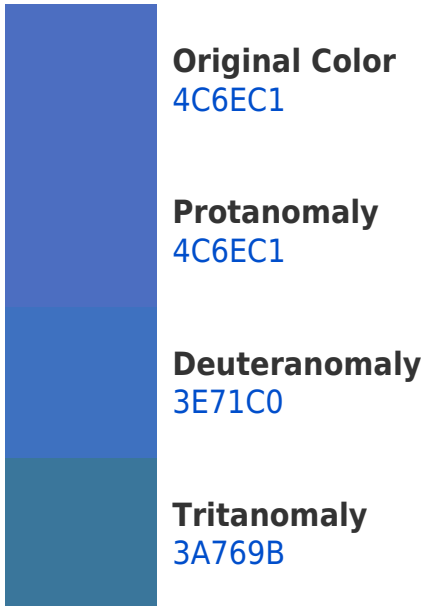 Original Color
4C6EC1
Protanomaly
4C6EC1
Deuteranomaly
3E71C0
Tritanomaly
3A769B